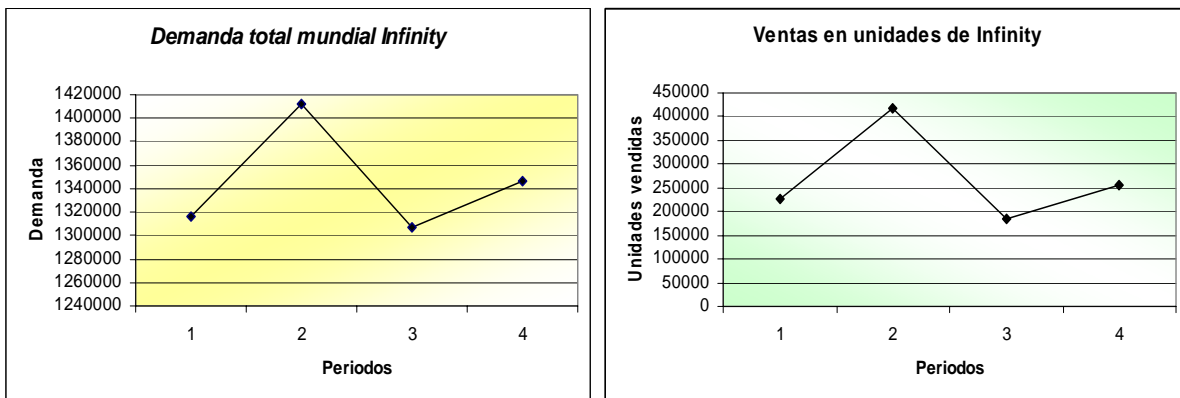 Demanda total mundial Infinity
Demanda
1420000
1400000
1380000
1360000
1340000
1320000
1300000
1280000
1260000
1240000
1 2 3 4
Periodos
Ventas en unidades de Infinity
Unidades vendidas
450000
400000
350000
300000
250000
200000
150000
100000
50000
0
1 2 3 4
Periodos